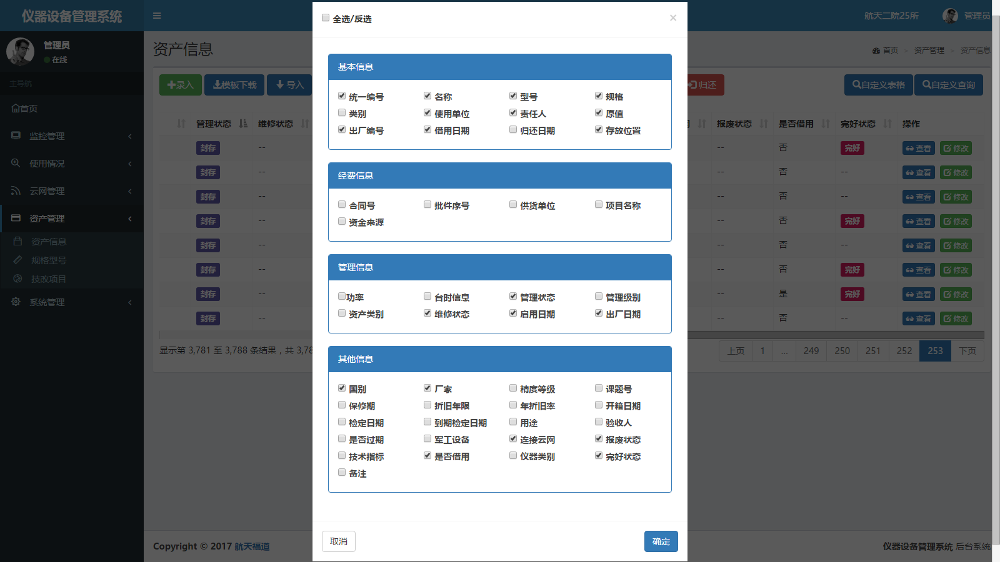 仪器设备管理系统
航天二院25所
管理员
管理员
在线
主导航
首页
监控管理
使用情况
云网管理
资产管理
资产信息
规格型号
技改项目
系统管理
资产信息
首页 > 资产管理 > 资产信息
录入
模板下载
导入
归还
自定义表格
自定义查询
管理状态 维修状态 报废状态 是否借用 完好状态 操作
封存 -- -- 否 完好 查看 修改
封存 -- -- 否 -- 查看 修改
封存 -- -- 否 -- 查看 修改
封存 -- -- 否 完好 查看 修改
封存 -- -- 否 -- 查看 修改
封存 -- -- 否 完好 查看 修改
封存 -- -- 是 完好 查看 修改
封存 -- -- 否 -- 查看 修改
显示第 3,781 至 3,788 条结果，共 3,78
上页 1 ... 249 250 251 252 253 下页
全选/反选
×
基本信息
统一编号 名称 型号 规格
类别 使用单位 责任人 原值
出厂编号 借用日期 归还日期 存放位置
经费信息
合同号 批件序号 供货单位 项目名称
资金来源
管理信息
功率 台时信息 管理状态 管理级别
资产类别 维修状态 启用日期 出厂日期
其他信息
国别 厂家 精度等级 课题号
保修期 折旧年限 年折旧率 开箱日期
检定日期 到期检定日期 用途 验收人
是否过期 军工设备 连接云网 报废状态
技术指标 是否借用 仪器类别 完好状态
备注
取消
确定
Copyright © 2017 航天福道
仪器设备管理系统 后台系统